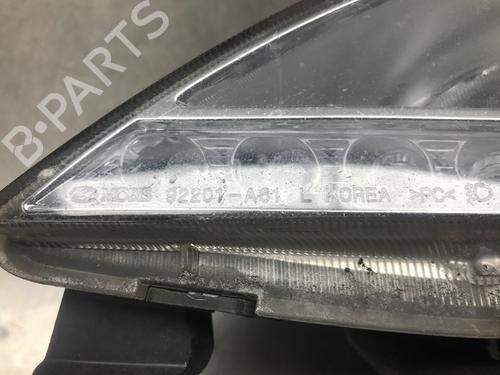 B-PARTS
MOBIS 92201-A61 L KOREA >PC<